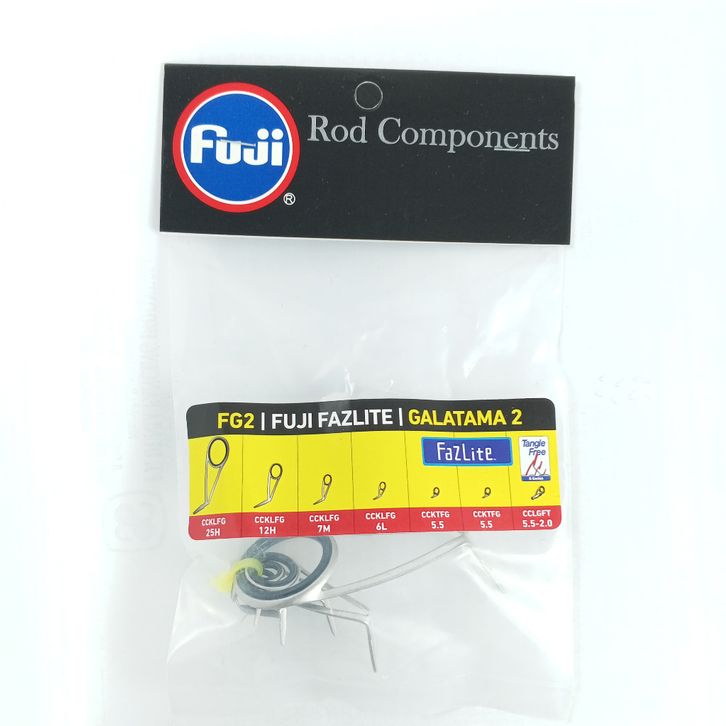 Fuji
®
Rod Components
FG2 | FUJI FAZLITE | GALATAMA 2
FazLite.
Tangle
Free
CCKLFG
25H
CCKLFG
12H
CCKLFG
7M
CCKLFG
6L
CCKTFG
5.5
CCKTFG
5.5
CCLGFT
5.5-2.0